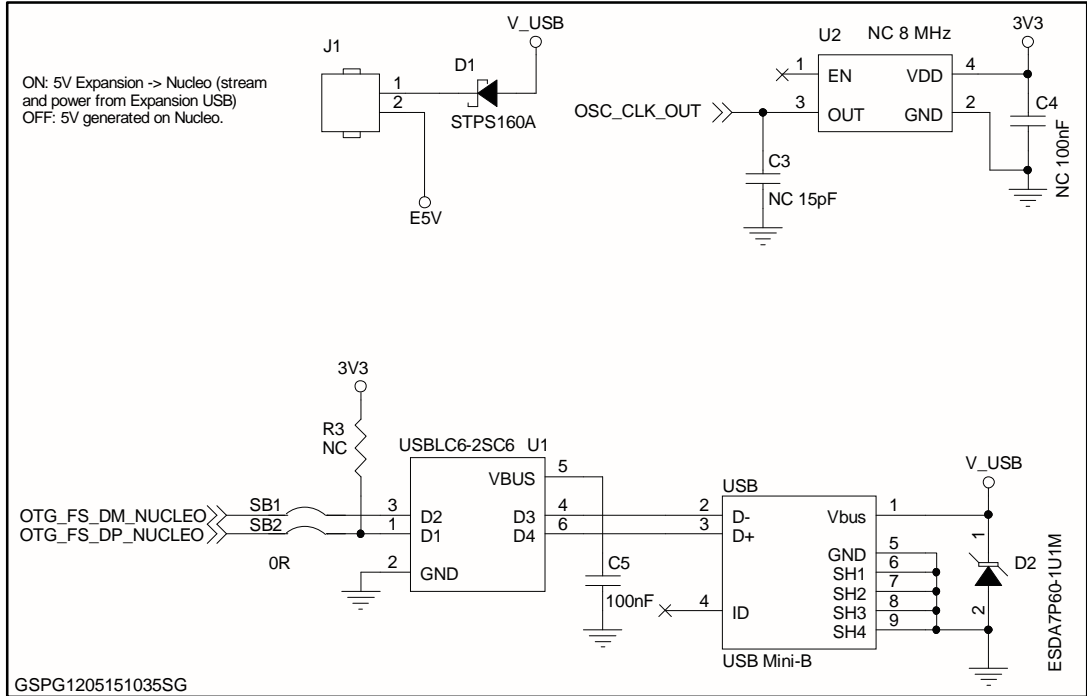 V_USB
J1
D1
1
2
STPS160A
E5V
ON: 5V Expansion -> Nucleo (stream
and power from Expansion USB)
OFF: 5V generated on Nucleo.
U2 NC 8 MHz
3V3
1 EN VDD 4
OSC_CLK_OUT 3 OUT GND 2
C3
NC 15pF
C4
NC 100nF
3V3
R3
NC
USBLC6-2SC6 U1
VBUS 5
OTG_FS_DM_NUCLEO SB1 3 D2 D3 4
OTG_FS_DP_NUCLEO SB2 1 D1 D4 6
0R
2 GND
C5
100nF
USB
V_USB
2 D- Vbus 1
3 D+
GND 5
SH1 6
SH2 7
SH3 8
4 ID SH4 9
USB Mini-B
1
D2
2
ESDA7P60-1U1M
GSPG1205151035SG